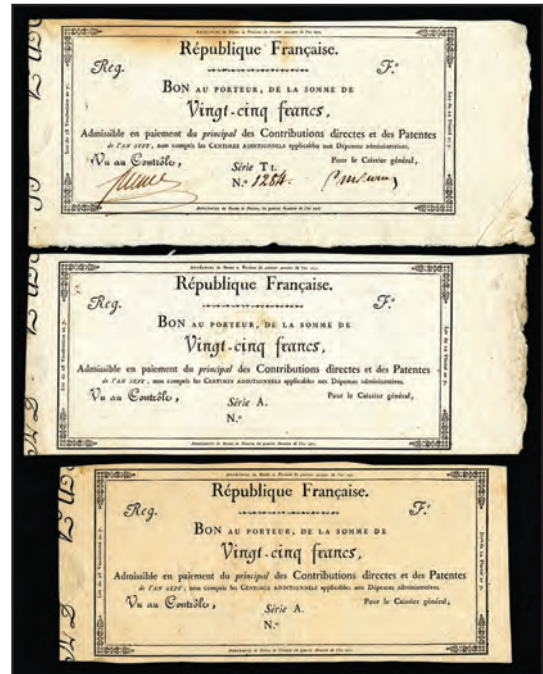 République Française.
Reg. F.º
BON AU PORTEUR, DE LA SOMME DE
Vingt-cinq francs,
Admissible en paiement du principal des Contributions directes et des Patentes
de l'AN SEPT, non compris les CENTIMES ADDITIONNELS applicables aux Dépenses administratives.
Vu au Contrôle, Pour le Caissier général,
Série Tt.
N.º 1284.
République Française.
Reg. F.º
BON AU PORTEUR, DE LA SOMME DE
Vingt-cinq francs,
Admissible en paiement du principal des Contributions directes et des Patentes
de l'AN SEPT, non compris les CENTIMES ADDITIONNELS applicables aux Dépenses administratives.
Vu au Contrôle, Pour le Caissier général,
Série A.
N.º
République Française.
Reg. F.º
BON AU PORTEUR, DE LA SOMME DE
Vingt-cinq francs,
Admissible en paiement du principal des Contributions directes et des Patentes
de l'AN SEPT, non compris les CENTIMES ADDITIONNELS applicables aux Dépenses administratives.
Vu au Contrôle, Pour le Caissier général,
Série A.
N.º